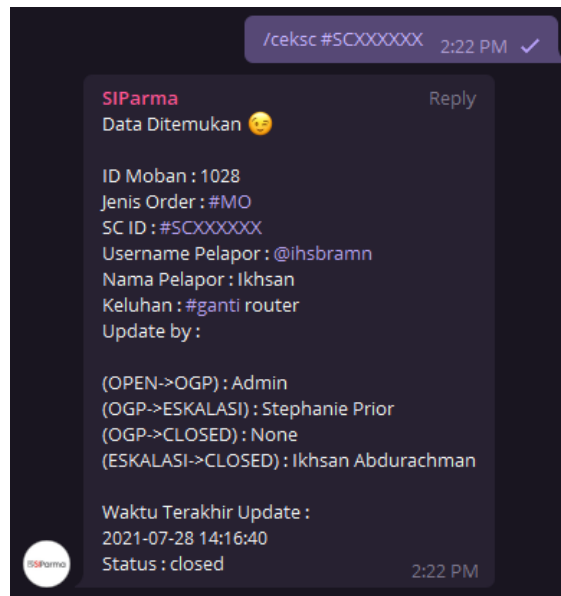 /ceksc #SCXXXXXX 2:22 PM
SIParma Reply
Data Ditemukan 😉
ID Moban : 1028
Jenis Order : #MO
SC ID : #SCXXXXXX
Username Pelapor : @ihsbramn
Nama Pelapor : Ikhsan
Keluhan : #ganti router
Update by :
(OPEN->OGP) : Admin
(OGP->ESKALASI) : Stephanie Prior
(OGP->CLOSED) : None
(ESKALASI->CLOSED) : Ikhsan Abdurachman
Waktu Terakhir Update :
2021-07-28 14:16:40
Status : closed
2:22 PM